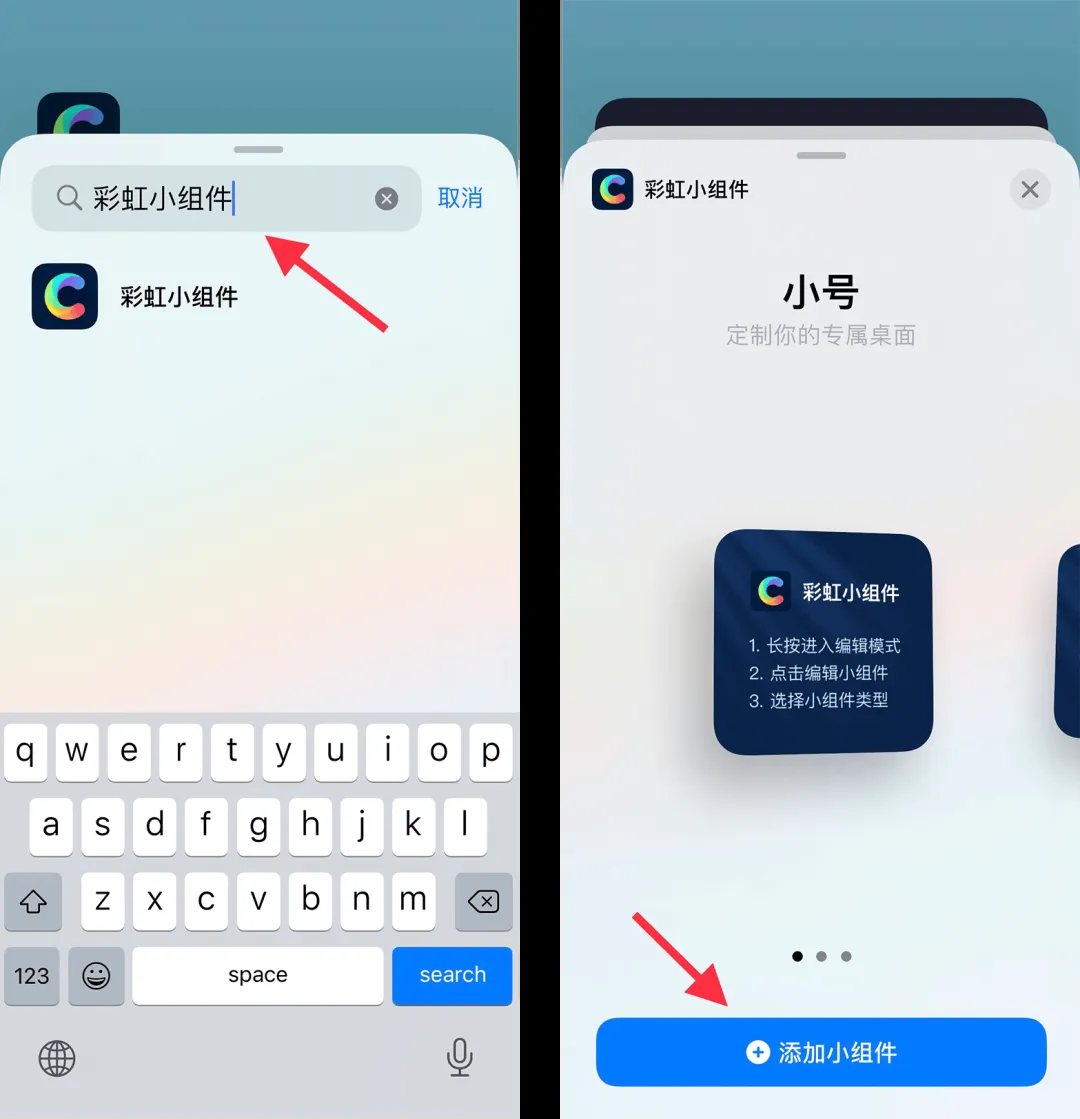 彩虹小组件
取消
彩虹小组件
q w e r t y u i o p
a s d f g h j k l
z x c v b n m
123 space search
彩虹小组件
小号
定制你的专属桌面
彩虹小组件
1. 长按进入编辑模式
2. 点击编辑小组件
3. 选择小组件类型
添加小组件